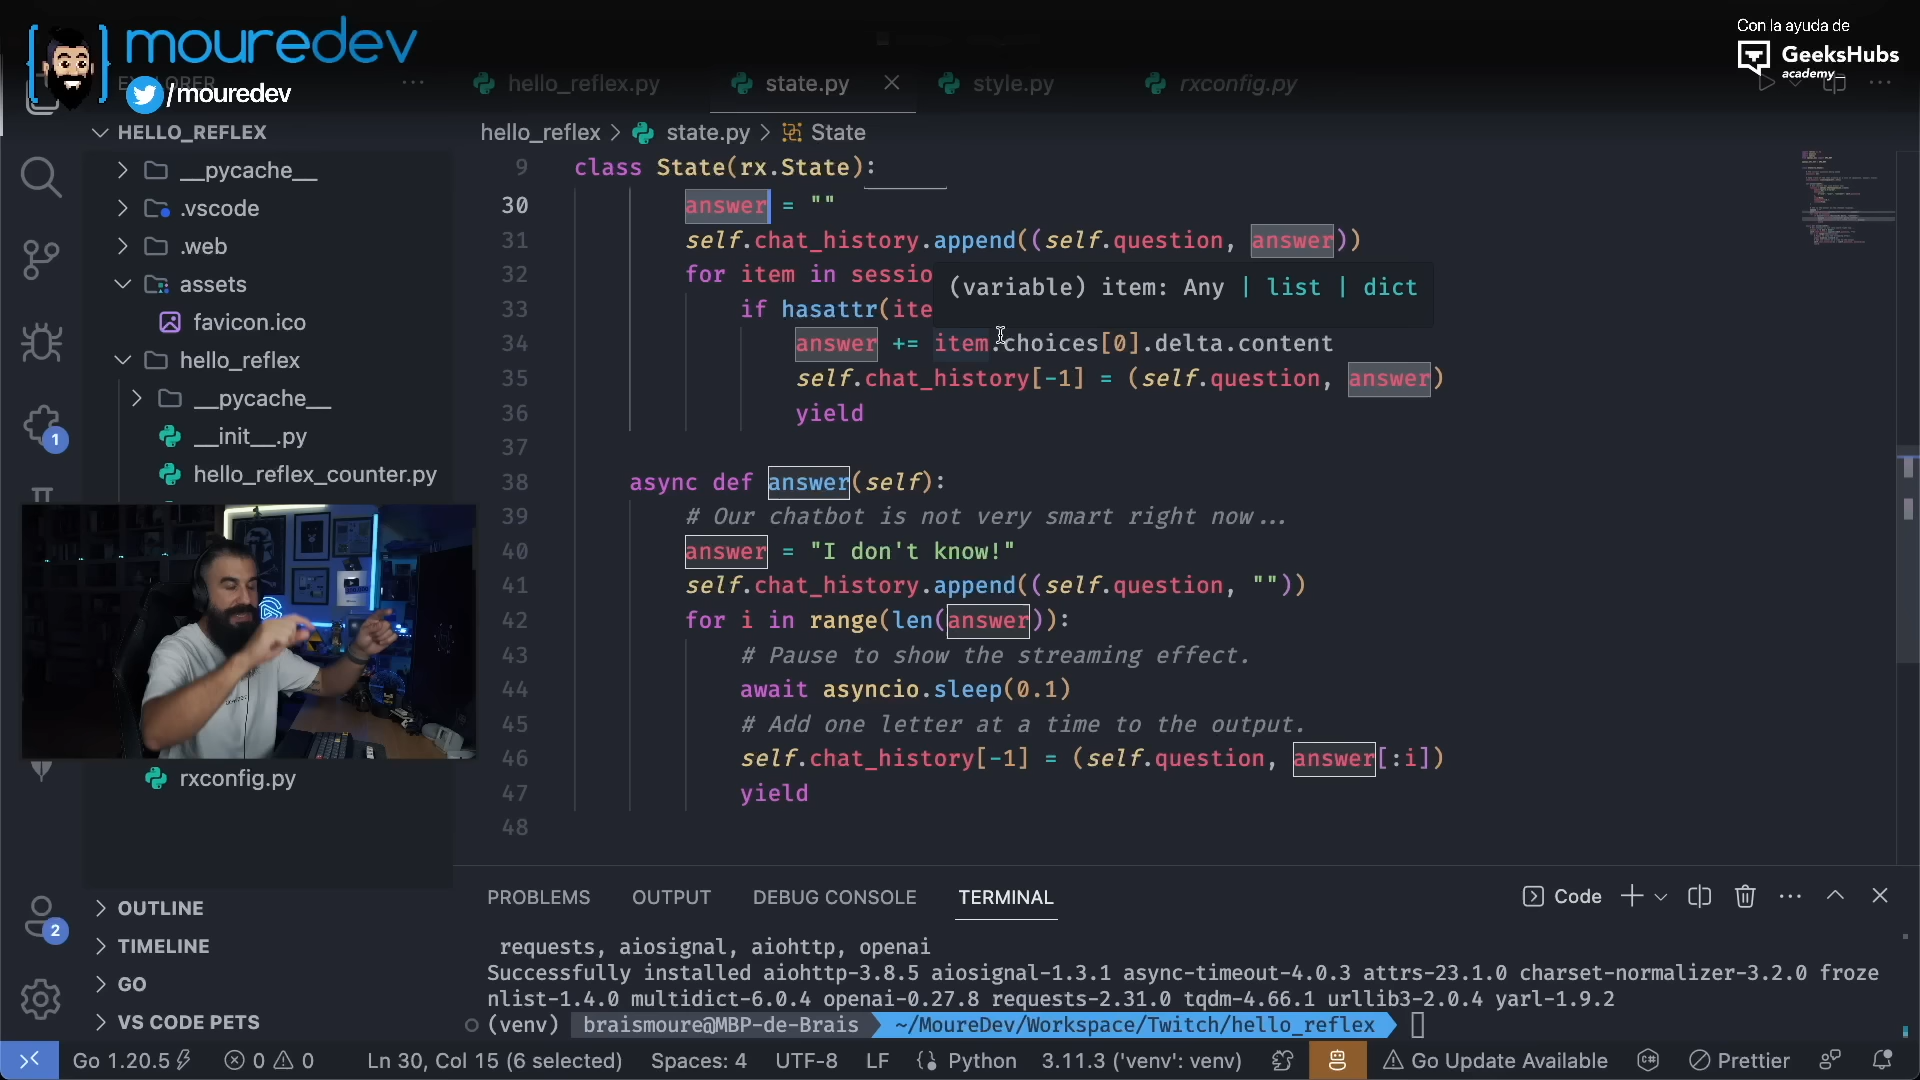 mouredev
/mouredev
Con la ayuda de
GeeksHubs
academy_
EXPLORER
...
hello_reflex.py
state.py
style.py
rxconfig.py
hello_reflex > state.py > State
HELLO_REFLEX
__pycache__
.vscode
.web
assets
favicon.ico
hello_reflex
__pycache__
__init__.py
hello_reflex_counter.py
rxconfig.py
OUTLINE
TIMELINE
GO
VS CODE PETS
1
2
9 class State(rx.State):
30 answer = ""
31 self.chat_history.append((self.question, answer))
32 for item in sessio
(variable) item: Any | list | dict
33 if hasattr(ite
34 answer += item.choices[0].delta.content
35 self.chat_history[-1] = (self.question, answer)
36 yield
37
38 async def answer(self):
39 # Our chatbot is not very smart right now...
40 answer = "I don't know!"
41 self.chat_history.append((self.question, ""))
42 for i in range(len(answer)):
43 # Pause to show the streaming effect.
44 await asyncio.sleep(0.1)
45 # Add one letter at a time to the output.
46 self.chat_history[-1] = (self.question, answer[:i])
47 yield
48
PROBLEMS OUTPUT DEBUG CONSOLE TERMINAL
Code
requests, aiosignal, aiohttp, openai
Successfully installed aiohttp-3.8.5 aiosignal-1.3.1 async-timeout-4.0.3 attrs-23.1.0 charset-normalizer-3.2.0 froze
nlist-1.4.0 multidict-6.0.4 openai-0.27.8 requests-2.31.0 tqdm-4.66.1 urllib3-2.0.4 yarl-1.9.2
(venv) braismoure@MBP-de-Brais ~/MoureDev/Workspace/Twitch/hello_reflex
Go 1.20.5 0 0 Ln 30, Col 15 (6 selected) Spaces: 4 UTF-8 LF Python 3.11.3 ('venv': venv) Go Update Available Prettier